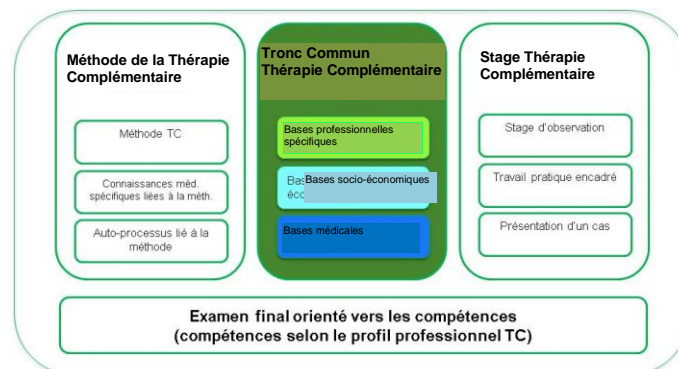 Méthode de la Thérapie
Complémentaire
Méthode TC
Connaissances méd.
spécifiques liées à la méth.
Auto-processus lié à la
méthode
Tronc Commun
Thérapie Complémentaire
Bases professionnelles
spécifiques
Bases socio-économiques
Bases médicales
Stage Thérapie
Complémentaire
Stage d'observation
Travail pratique encadré
Présentation d'un cas
Examen final orienté vers les compétences
(compétences selon le profil professionnel TC)